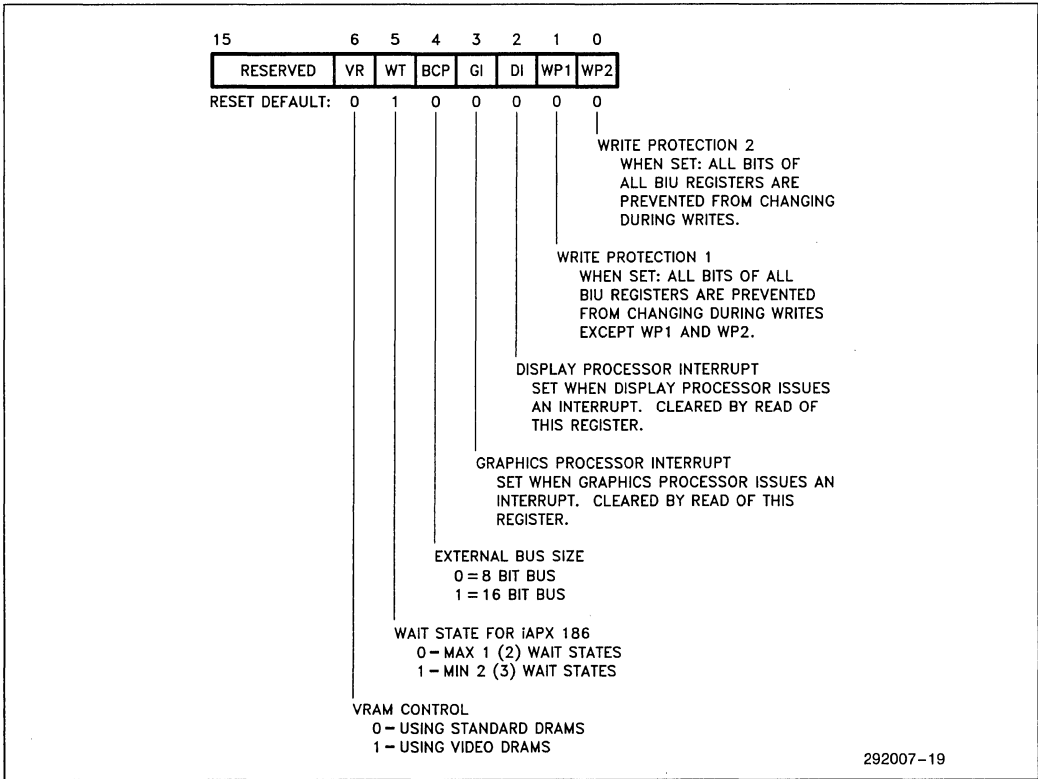 15 6 5 4 3 2 1 0
RESERVED VR WT BCP GI DI WP1 WP2
RESET DEFAULT: 0 1 0 0 0 0 0
WRITE PROTECTION 2
WHEN SET: ALL BITS OF
ALL BIU REGISTERS ARE
PREVENTED FROM CHANGING
DURING WRITES.
WRITE PROTECTION 1
WHEN SET: ALL BITS OF ALL
BIU REGISTERS ARE PREVENTED
FROM CHANGING DURING WRITES
EXCEPT WP1 AND WP2.
DISPLAY PROCESSOR INTERRUPT
SET WHEN DISPLAY PROCESSOR ISSUES
AN INTERRUPT. CLEARED BY READ OF
THIS REGISTER.
GRAPHICS PROCESSOR INTERRUPT
SET WHEN GRAPHICS PROCESSOR ISSUES AN
INTERRUPT. CLEARED BY READ OF THIS
REGISTER.
EXTERNAL BUS SIZE
0 = 8 BIT BUS
1 = 16 BIT BUS
WAIT STATE FOR iAPX 186
0 – MAX 1 (2) WAIT STATES
1 – MIN 2 (3) WAIT STATES
VRAM CONTROL
0 – USING STANDARD DRAMS
1 – USING VIDEO DRAMS
292007–19